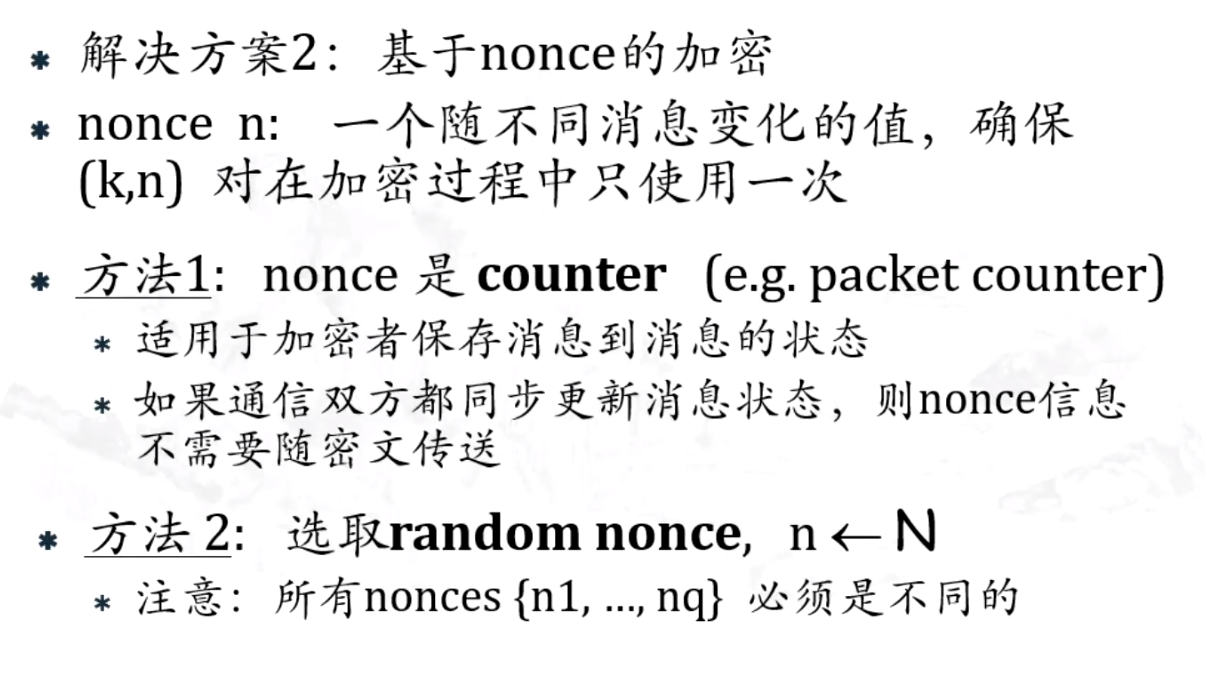 * 解决方案2： 基于nonce的加密
* nonce n: 一个随不同消息变化的值，确保
(k,n) 对在加密过程中只使用一次
* 方法1: nonce 是 counter (e.g. packet counter)
* 适用于加密者保存消息到消息的状态
* 如果通信双方都同步更新消息状态，则nonce信息
不需要随密文传送
* 方法 2: 选取random nonce, n ← N
* 注意： 所有nonces {n1, ..., nq} 必须是不同的